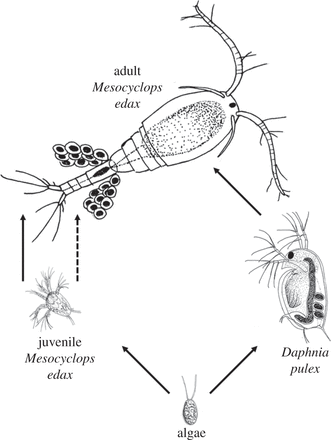 adult
Mesocyclops
edax
juvenile
Mesocyclops
edax
Daphnia
pulex
algae